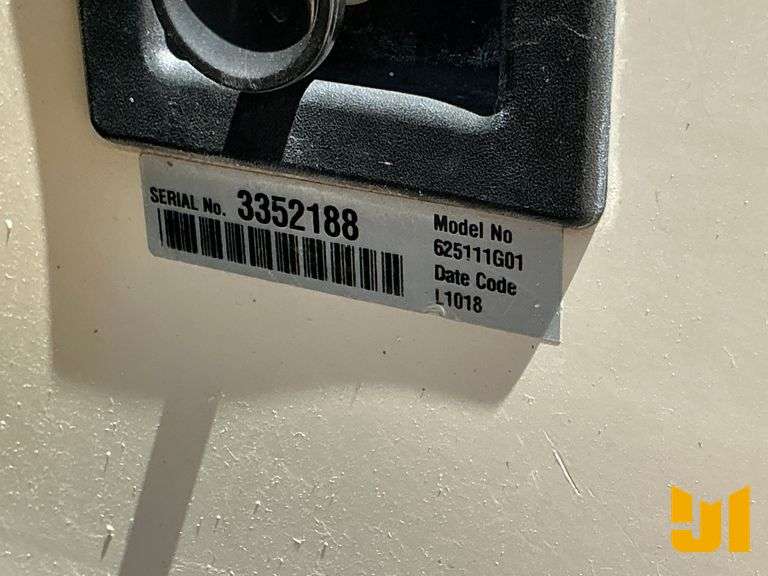 SERIAL No. 3352188
Model No
625111G01
Date Code
L1018